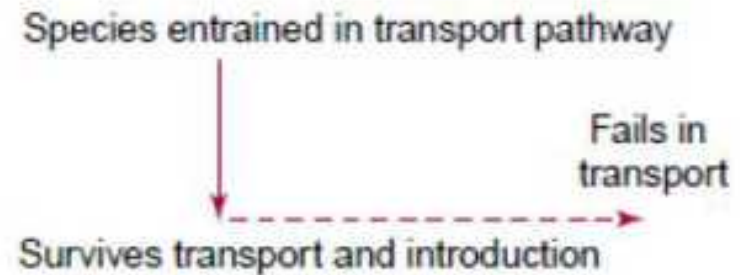 Species entrained in transport pathway
Fails in
transport
Survives transport and introduction